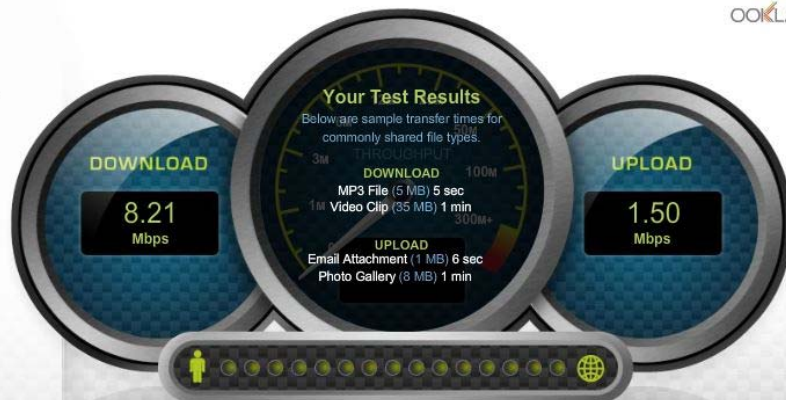 OOKLA
Your Test Results
Below are sample transfer times for
commonly shared file types.
THROUGHPUT
DOWNLOAD
MP3 File (5 MB) 5 sec
Video Clip (35 MB) 1 min
UPLOAD
Email Attachment (1 MB) 6 sec
Photo Gallery (8 MB) 1 min
DOWNLOAD
8.21
Mbps
UPLOAD
1.50
Mbps
1M
3M
50M
100M
300M+